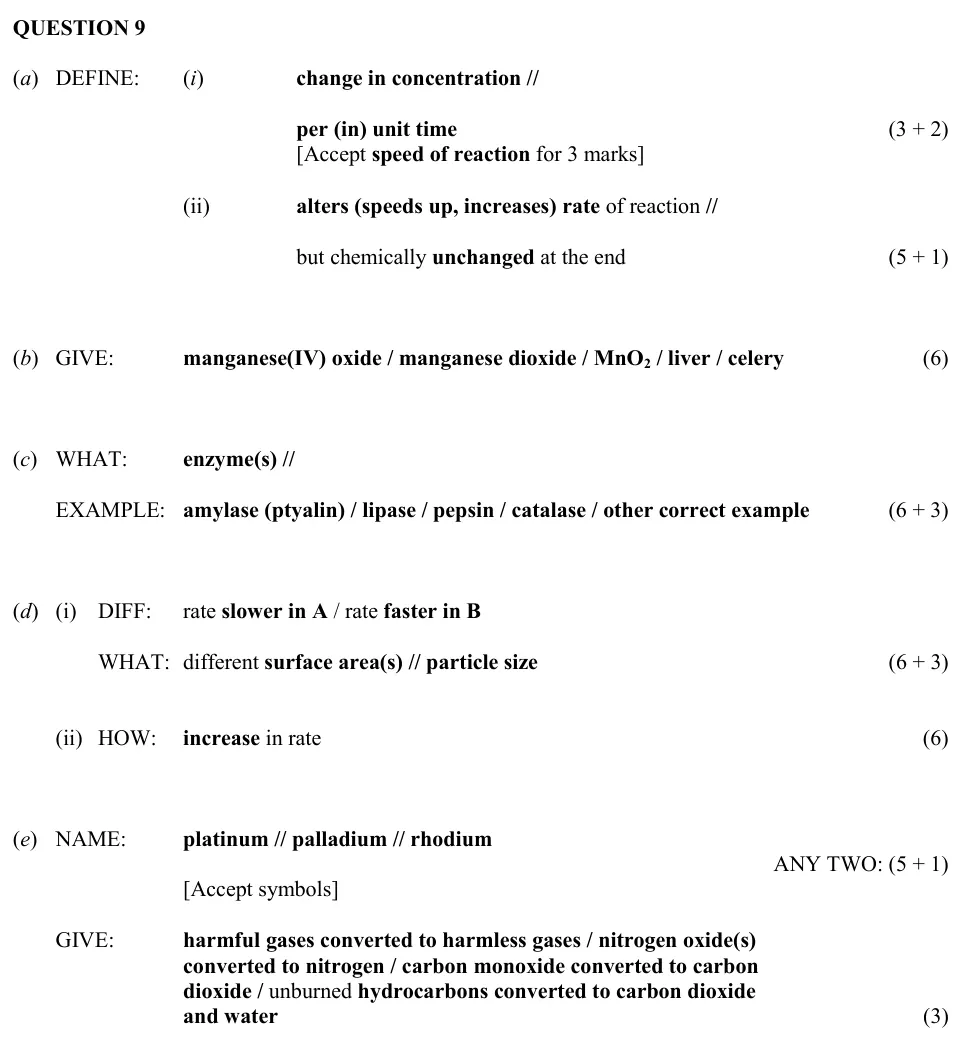 QUESTION 9
(a) DEFINE: (i) change in concentration //
per (in) unit time (3 + 2)
[Accept speed of reaction for 3 marks]
(ii) alters (speeds up, increases) rate of reaction //
but chemically unchanged at the end (5 + 1)
(b) GIVE: manganese(IV) oxide / manganese dioxide / MnO₂ / liver / celery (6)
(c) WHAT: enzyme(s) //
EXAMPLE: amylase (ptyalin) / lipase / pepsin / catalase / other correct example (6 + 3)
(d) (i) DIFF: rate slower in A / rate faster in B
WHAT: different surface area(s) // particle size (6 + 3)
(ii) HOW: increase in rate (6)
(e) NAME: platinum // palladium // rhodium
ANY TWO: (5 + 1)
[Accept symbols]
GIVE: harmful gases converted to harmless gases / nitrogen oxide(s)
converted to nitrogen / carbon monoxide converted to carbon
dioxide / unburned hydrocarbons converted to carbon dioxide
and water (3)